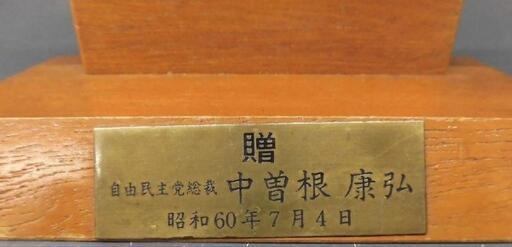 贈
自由民主党総裁 中曽根 康弘
昭和60年7月4日